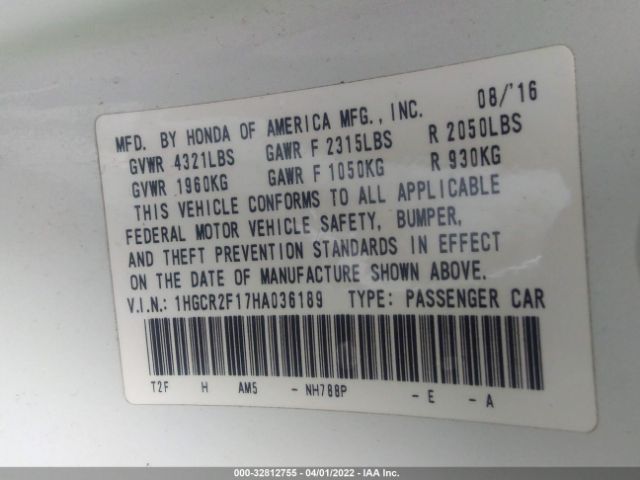 MFD. BY HONDA OF AMERICA MFG., INC. 08/'16
GVWR 4321LBS GAWR F 2315LBS R 2050LBS
GVWR 1960KG GAWR F 1050KG R 930KG
THIS VEHICLE CONFORMS TO ALL APPLICABLE
FEDERAL MOTOR VEHICLE SAFETY, BUMPER,
AND THEFT PREVENTION STANDARDS IN EFFECT
ON THE DATE OF MANUFACTURE SHOWN ABOVE.
V.I.N.: 1HGCR2F17HA036189 TYPE: PASSENGER CAR
T2F H AM5 - NH788P - E - A
000-32812755 - 04/01/2022 - IAA Inc.